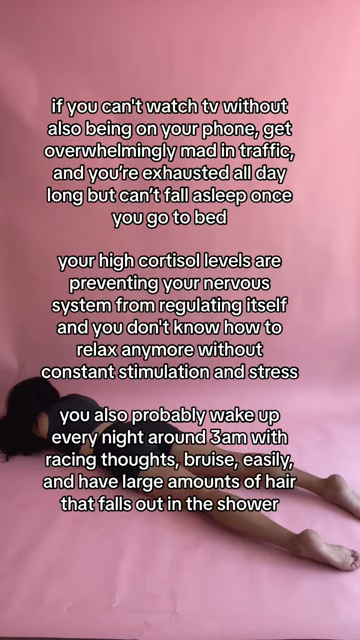 if you can't watch tv without
also being on your phone, get
overwhelmingly mad in traffic,
and you're exhausted all day
long but can't fall asleep once
you go to bed
your high cortisol levels are
preventing your nervous
system from regulating itself
and you don't know how to
relax anymore without
constant stimulation and stress
you also probably wake up
every night around 3am with
racing thoughts, bruise, easily,
and have large amounts of hair
that falls out in the shower